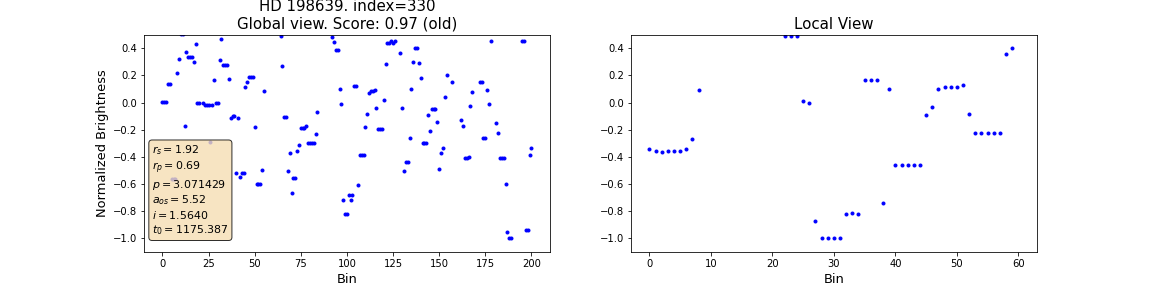 HD 198639. index=330
Global view. Score: 0.97 (old)
Local View
Normalized Brightness
0.4
0.2
0.0
−0.2
−0.4
−0.6
−0.8
−1.0
r_s = 1.92
r_p = 0.69
p = 3.071429
a_os = 5.52
i = 1.5640
t_0 = 1175.387
0 25 50 75 100 125 150 175 200
Bin
0.4
0.2
0.0
−0.2
−0.4
−0.6
−0.8
−1.0
0 10 20 30 40 50 60
Bin